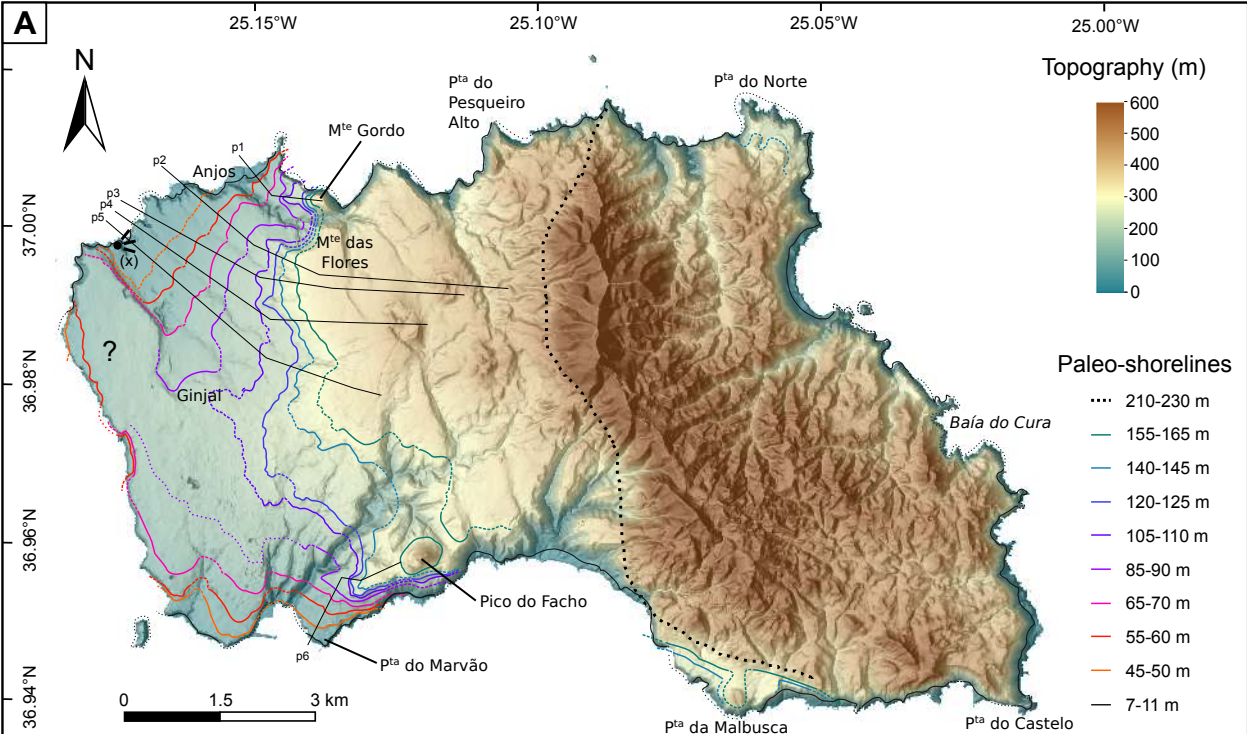 A
25.15°W
25.10°W
25.05°W
25.00°W
N
37.00°N
36.98°N
36.96°N
36.94°N
Pta do
Pesqueiro
Alto
Pta do Norte
Mte Gordo
Anjos
p1
p2
p3
p4
p5
(x)
Mte das
Flores
?
Ginjal
Baía do Cura
Pico do Facho
Pta do Marvão
p6
Pta da Malbusca
Pta do Castelo
0 1.5 3 km
Topography (m)
600
500
400
300
200
100
0
Paleo-shorelines
210-230 m
155-165 m
140-145 m
120-125 m
105-110 m
85-90 m
65-70 m
55-60 m
45-50 m
7-11 m